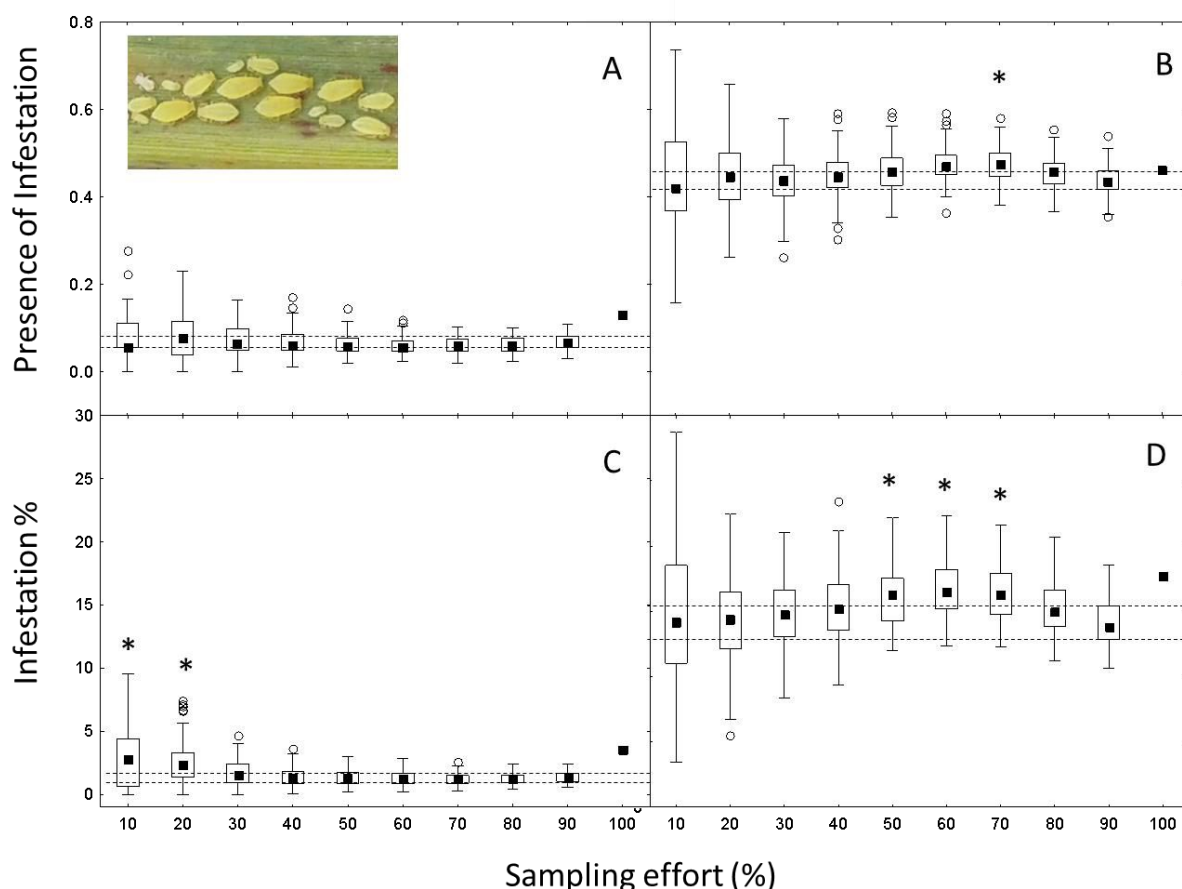 Presence of Infestation
0.8
0.6
0.4
0.2
0.0
A
B
*
Infestation %
30
25
20
15
10
5
0
C
* *
D
* * *
10 20 30 40 50 60 70 80 90 100
10 20 30 40 50 60 70 80 90 100
Sampling effort (%)